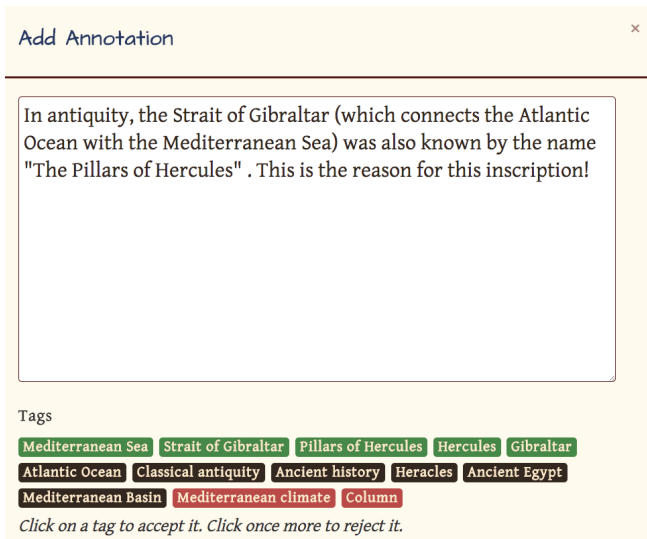 Add Annotation ×
In antiquity, the Strait of Gibraltar (which connects the Atlantic
Ocean with the Mediterranean Sea) was also known by the name
"The Pillars of Hercules" . This is the reason for this inscription!
Tags
Mediterranean Sea Strait of Gibraltar Pillars of Hercules Hercules Gibraltar
Atlantic Ocean Classical antiquity Ancient history Heracles Ancient Egypt
Mediterranean Basin Mediterranean climate Column
Click on a tag to accept it. Click once more to reject it.